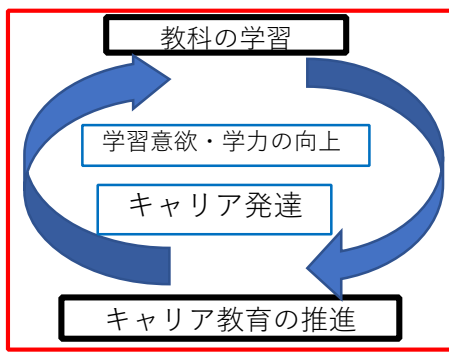 教科の学習
学習意欲・学力の向上
キャリア発達
キャリア教育の推進